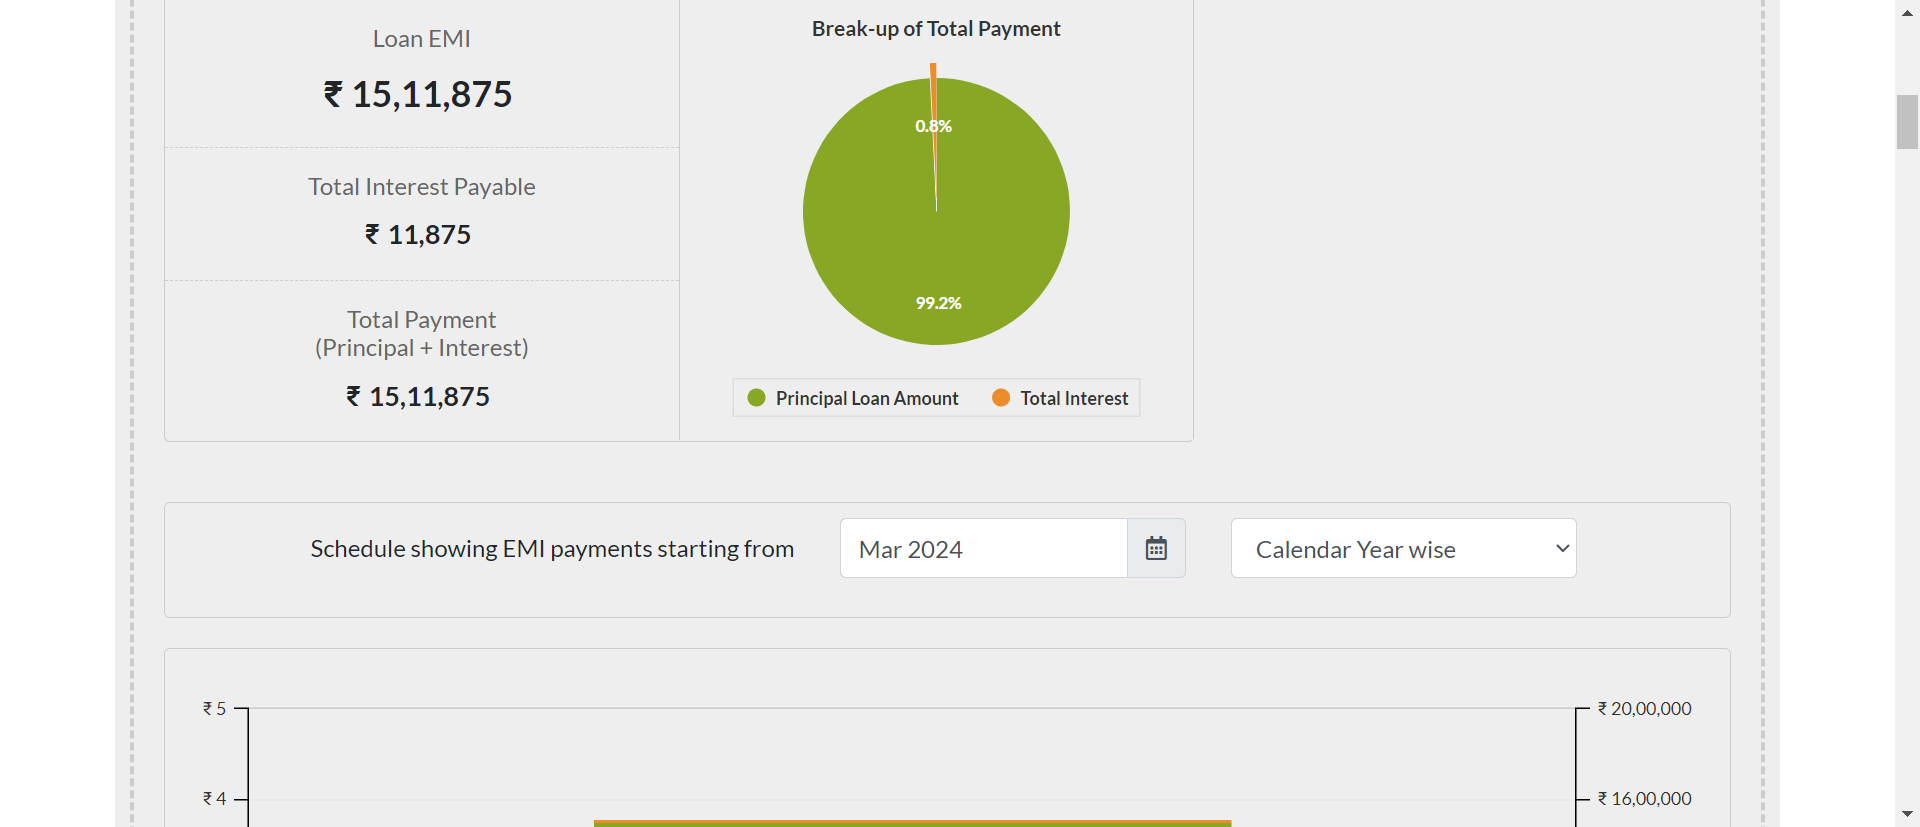 Loan EMI
₹ 15,11,875
Total Interest Payable
₹ 11,875
Total Payment
(Principal + Interest)
₹ 15,11,875
Break-up of Total Payment
0.8%
99.2%
Principal Loan Amount
Total Interest
Schedule showing EMI payments starting from
Mar 2024
Calendar Year wise
₹ 5
₹ 20,00,000
₹ 4
₹ 16,00,000